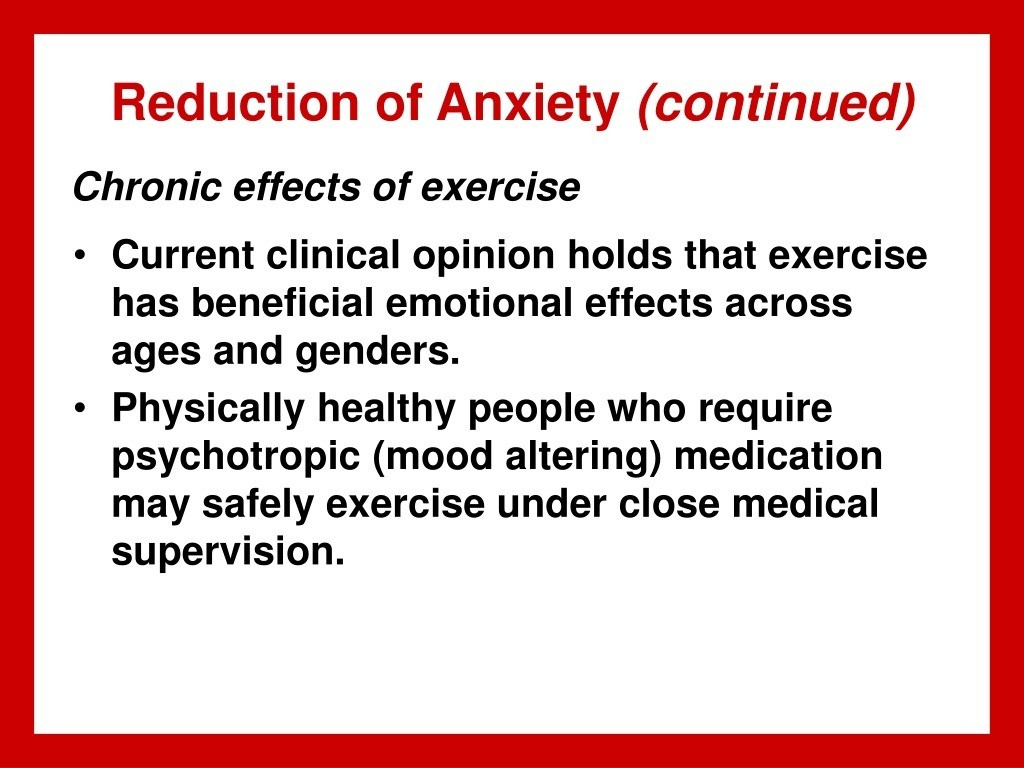 Reduction of Anxiety (continued)
Chronic effects of exercise
• Current clinical opinion holds that exercise
has beneficial emotional effects across
ages and genders.
• Physically healthy people who require
psychotropic (mood altering) medication
may safely exercise under close medical
supervision.